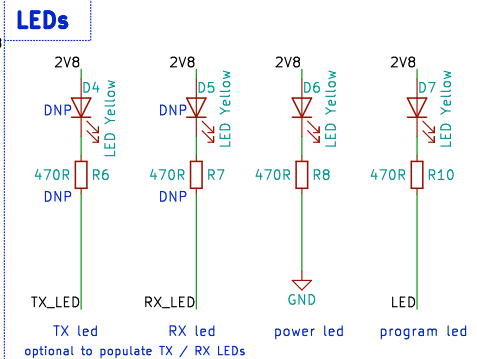 LEDs
2V8 2V8 2V8 2V8
D4 D5 D6 D7
DNP DNP
LED Yellow LED Yellow LED Yellow LED Yellow
470R R6 470R R7 470R R8 470R R10
DNP DNP
TX_LED RX_LED GND LED
TX led RX led power led program led
optional to populate TX / RX LEDs